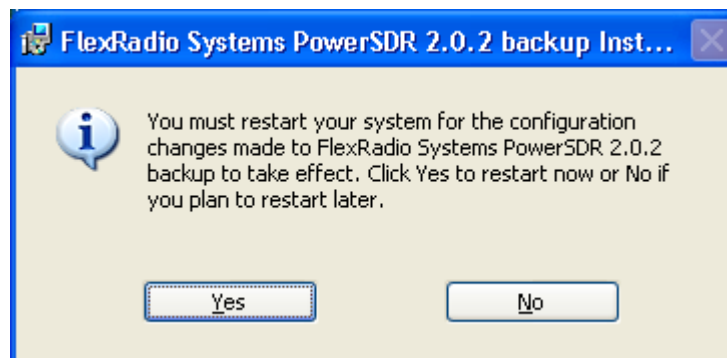 FlexRadio Systems PowerSDR 2.0.2 backup Inst...
You must restart your system for the configuration
changes made to FlexRadio Systems PowerSDR 2.0.2
backup to take effect. Click Yes to restart now or No if
you plan to restart later.
Yes
No